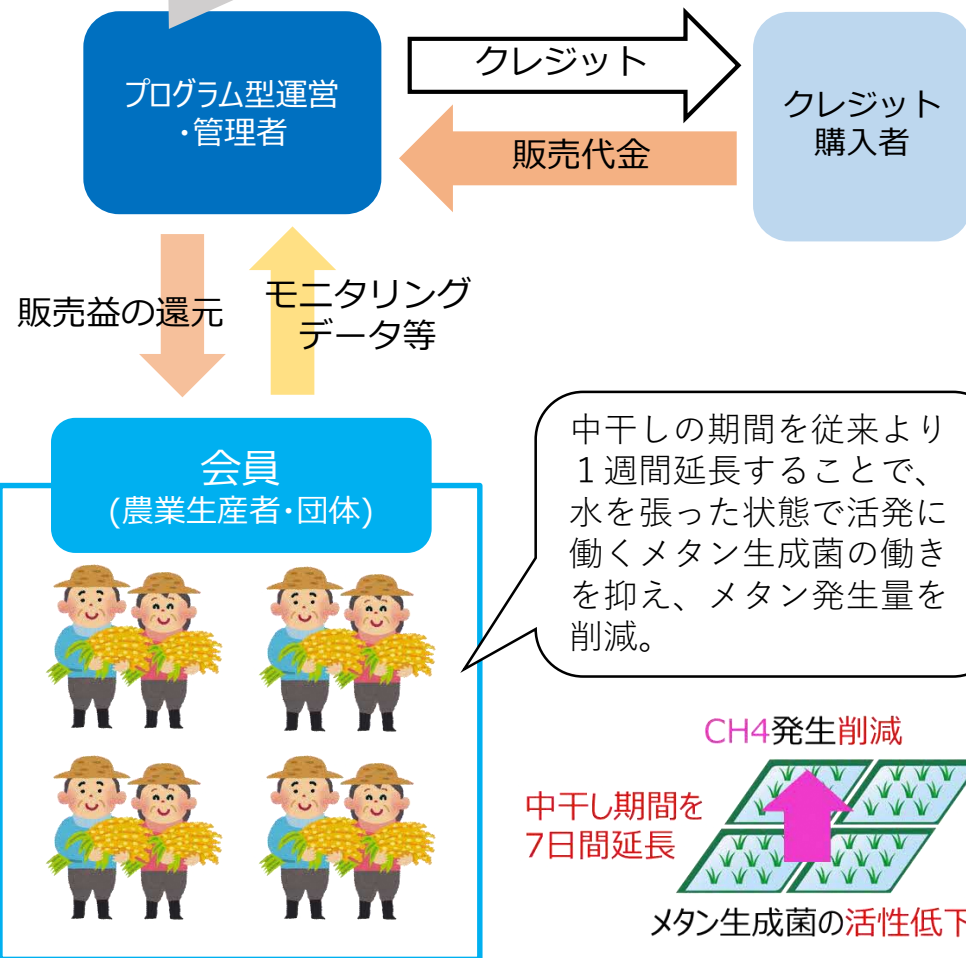 プログラム型運営
・管理者
クレジット
販売代金
クレジット
購入者
販売益の還元
モニタリング
データ等
会員
(農業生産者・団体)
中干しの期間を従来より
１週間延長することで、
水を張った状態で活発に
働くメタン生成菌の働き
を抑え、メタン発生量を
削減。
CH4発生削減
中干し期間を
7日間延長
メタン生成菌の活性低下